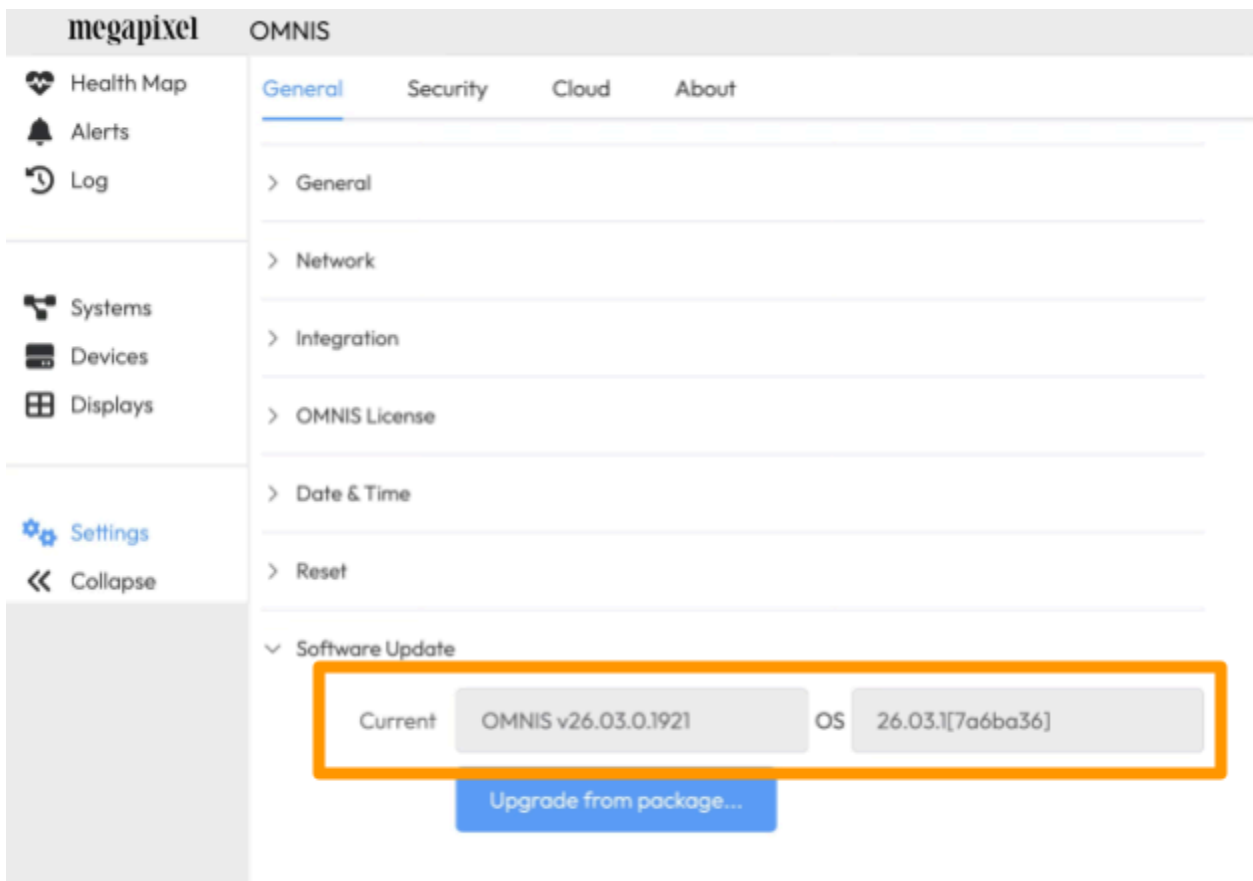 megapixel OMNIS
Health Map
Alerts
Log
Systems
Devices
Displays
Settings
Collapse
General Security Cloud About
General
Network
Integration
OMNIS License
Date & Time
Reset
Software Update
Current OMNIS v26.03.0.1921 OS 26.03.1[7a6ba36]
Upgrade from package...